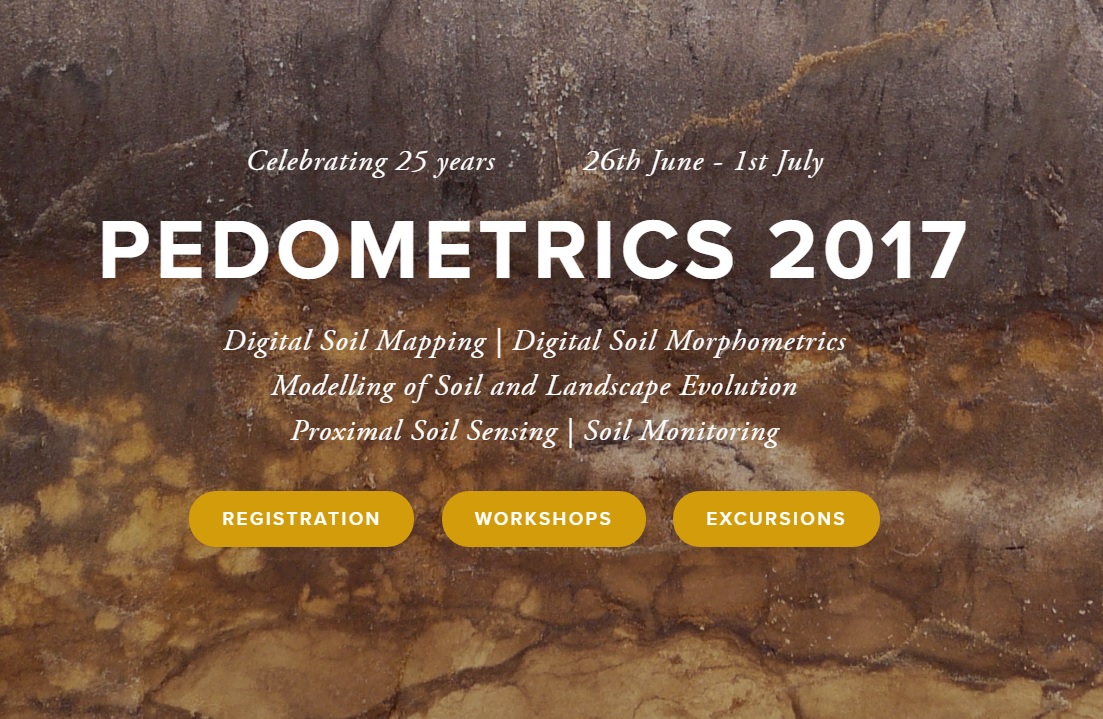 Celebrating 25 years 26th June - 1st July
PEDOMETRICS 2017
Digital Soil Mapping | Digital Soil Morphometrics
Modelling of Soil and Landscape Evolution
Proximal Soil Sensing | Soil Monitoring
REGISTRATION WORKSHOPS EXCURSIONS